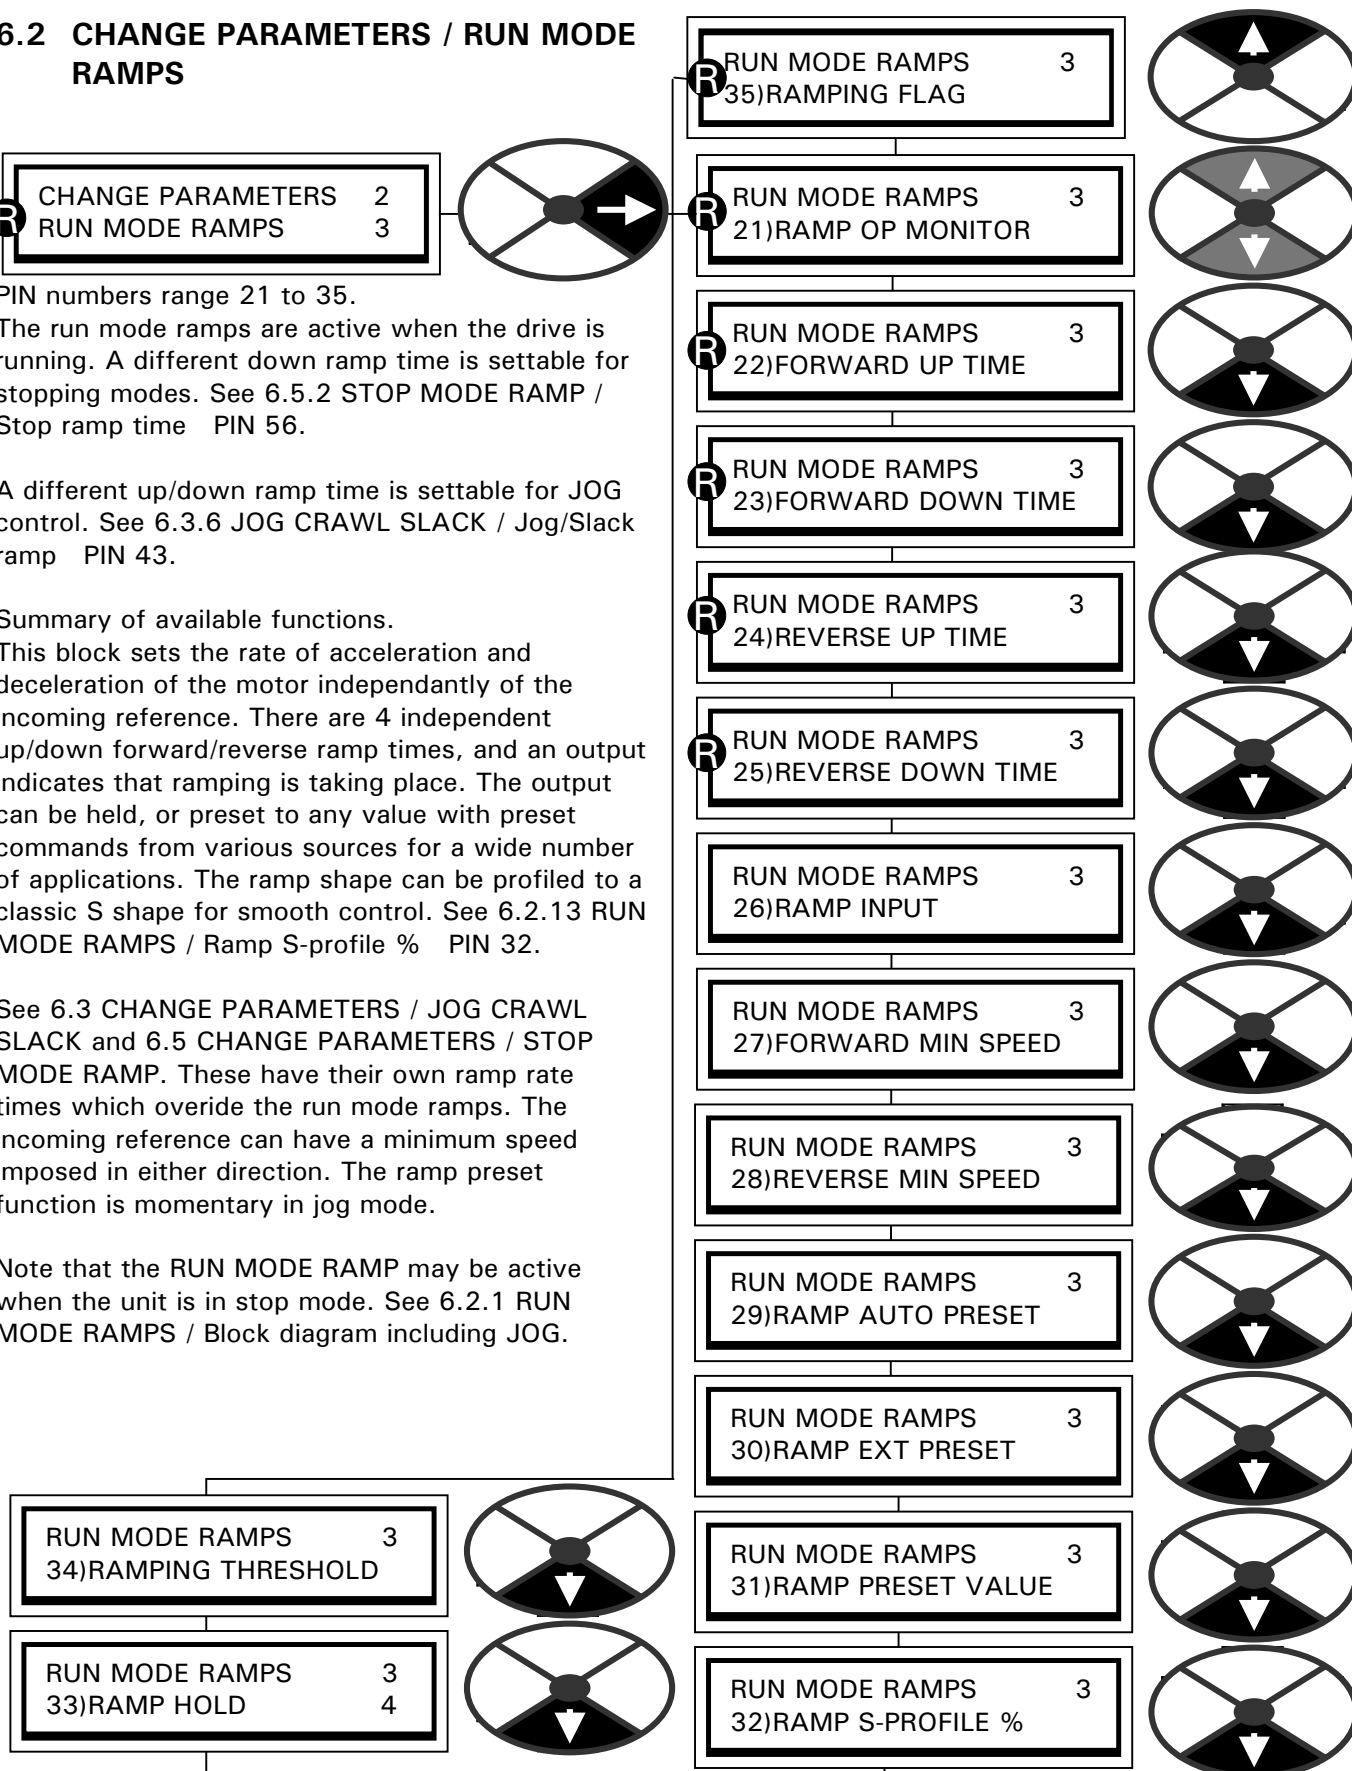 6.2 CHANGE PARAMETERS / RUN MODE
RAMPS
R
CHANGE PARAMETERS 2
RUN MODE RAMPS 3
PIN numbers range 21 to 35.
The run mode ramps are active when the drive is
running. A different down ramp time is settable for
stopping modes. See 6.5.2 STOP MODE RAMP /
Stop ramp time PIN 56.
A different up/down ramp time is settable for JOG
control. See 6.3.6 JOG CRAWL SLACK / Jog/Slack
ramp PIN 43.
Summary of available functions.
This block sets the rate of acceleration and
deceleration of the motor independantly of the
ncoming reference. There are 4 independent
up/down forward/reverse ramp times, and an output
ndicates that ramping is taking place. The output
can be held, or preset to any value with preset
commands from various sources for a wide number
of applications. The ramp shape can be profiled to a
classic S shape for smooth control. See 6.2.13 RUN
MODE RAMPS / Ramp S-profile % PIN 32.
See 6.3 CHANGE PARAMETERS / JOG CRAWL
SLACK and 6.5 CHANGE PARAMETERS / STOP
MODE RAMP. These have their own ramp rate
times which overide the run mode ramps. The
ncoming reference can have a minimum speed
mposed in either direction. The ramp preset
function is momentary in jog mode.
Note that the RUN MODE RAMP may be active
when the unit is in stop mode. See 6.2.1 RUN
MODE RAMPS / Block diagram including JOG.
RUN MODE RAMPS 3
34)RAMPING THRESHOLD
RUN MODE RAMPS 3
33)RAMP HOLD 4
R
RUN MODE RAMPS 3
35)RAMPING FLAG
R
RUN MODE RAMPS 3
21)RAMP OP MONITOR
R
RUN MODE RAMPS 3
22)FORWARD UP TIME
R
RUN MODE RAMPS 3
23)FORWARD DOWN TIME
R
RUN MODE RAMPS 3
24)REVERSE UP TIME
R
RUN MODE RAMPS 3
25)REVERSE DOWN TIME
RUN MODE RAMPS 3
26)RAMP INPUT
RUN MODE RAMPS 3
27)FORWARD MIN SPEED
RUN MODE RAMPS 3
28)REVERSE MIN SPEED
RUN MODE RAMPS 3
29)RAMP AUTO PRESET
RUN MODE RAMPS 3
30)RAMP EXT PRESET
RUN MODE RAMPS 3
31)RAMP PRESET VALUE
RUN MODE RAMPS 3
32)RAMP S-PROFILE %